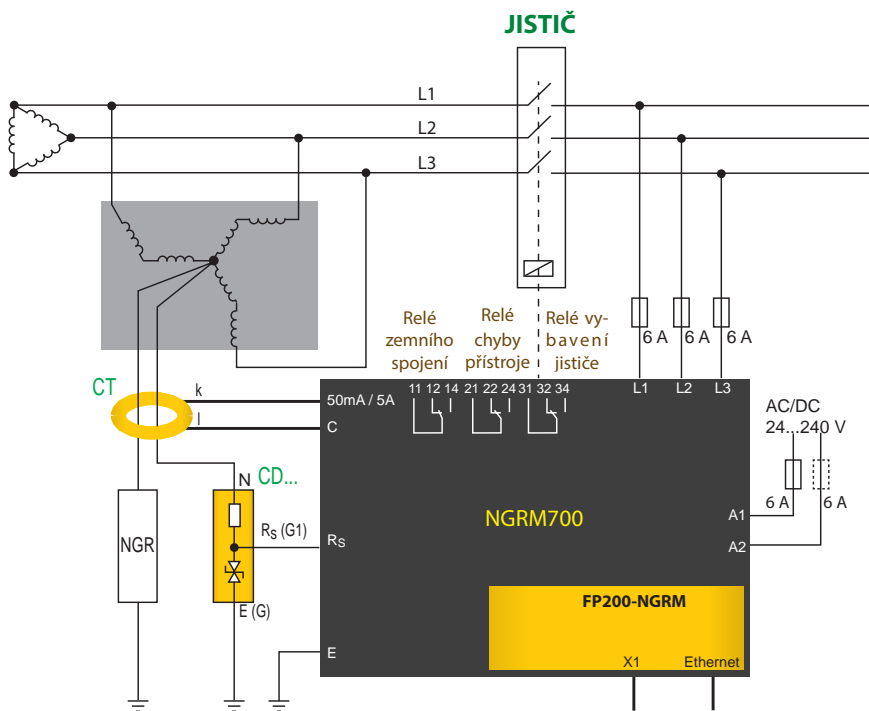 JISTIČ
L1
L2
L3
6 A
6 A
6 A
Relé
zemního
spojení
Relé
chyby
přístroje
Relé vy-
bavení
jističe
CT
k
l
50mA / 5A
C
11 12 14 21 22 24 31 32 34
L1 L2 L3
AC/DC
24...240 V
6 A
6 A
N
CD...
NGR
RS (G1)
RS
E (G)
E
NGRM700
A1
A2
FP200-NGRM
X1
Ethernet